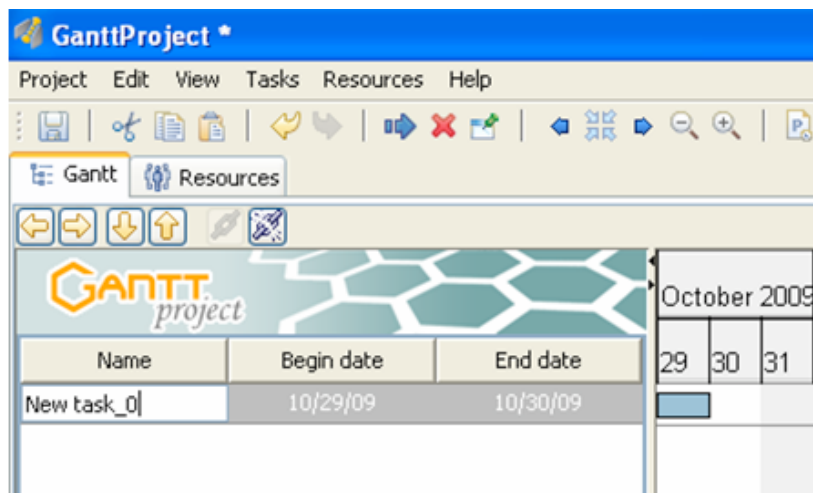 GanttProject *
Project Edit View Tasks Resources Help
Gantt Resources
GANTT
project
October 2009
Name Begin date End date 29 30 31
New task_0 10/29/09 10/30/09